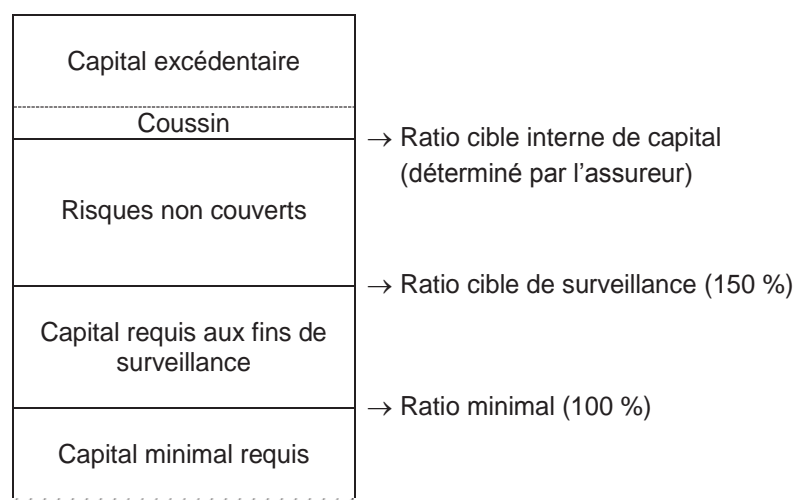 Capital excédentaire
Coussin
→ Ratio cible interne de capital
(déterminé par l’assureur)
Risques non couverts
→ Ratio cible de surveillance (150 %)
Capital requis aux fins de
surveillance
→ Ratio minimal (100 %)
Capital minimal requis